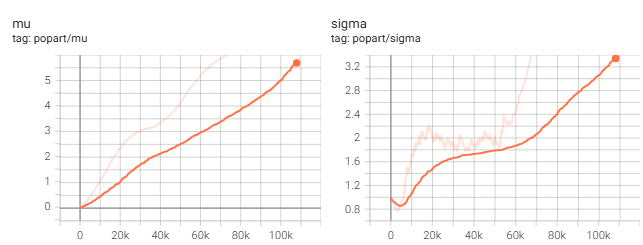 mu
tag: popart/mu
5
4
3
2
1
0
0 20k 40k 60k 80k 100k
sigma
tag: popart/sigma
3.2
2.8
2.4
2
1.6
1.2
0.8
0 20k 40k 60k 80k 100k